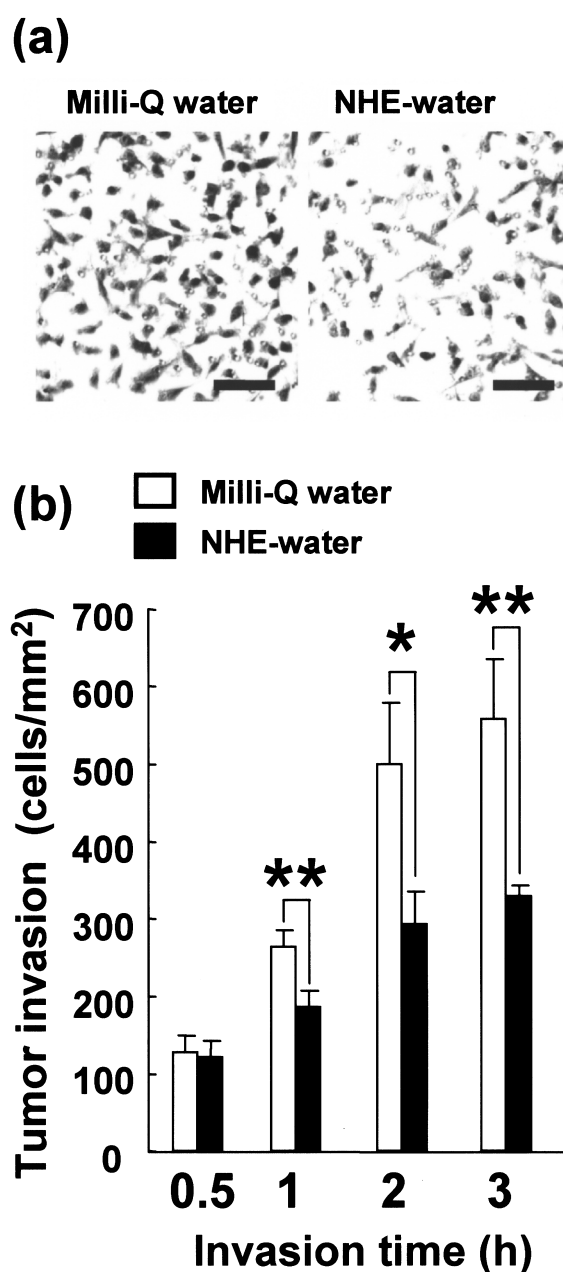 (a)
Milli-Q water NHE-water
(b)
Milli-Q water
NHE-water
Tumor invasion (cells/mm²)
700
600
500
400
300
200
100
0
**
*
**
0.5 1 2 3
Invasion time (h)